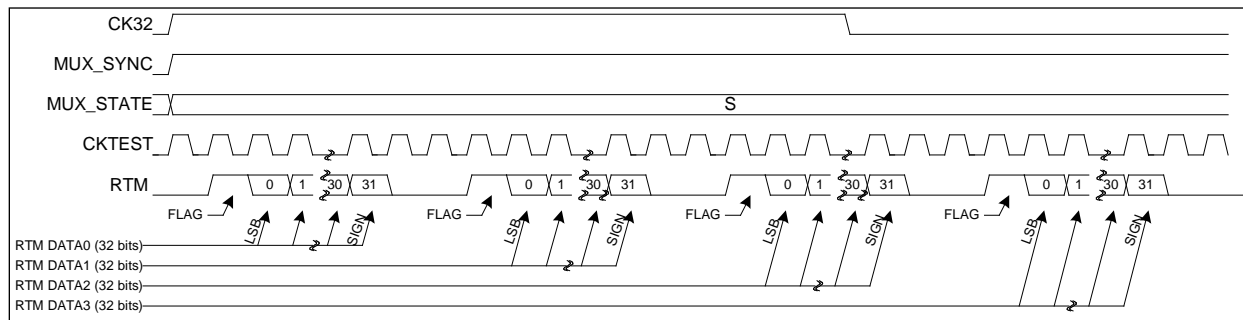 CK32
MUX_SYNC
MUX_STATE S
CKTEST
RTM 0 1 30 31 0 1 30 31 0 1 30 31 0 1 30 31
FLAG FLAG FLAG FLAG
LSB SIGN LSB SIGN LSB SIGN LSB SIGN
RTM DATA0 (32 bits)
RTM DATA1 (32 bits)
RTM DATA2 (32 bits)
RTM DATA3 (32 bits)